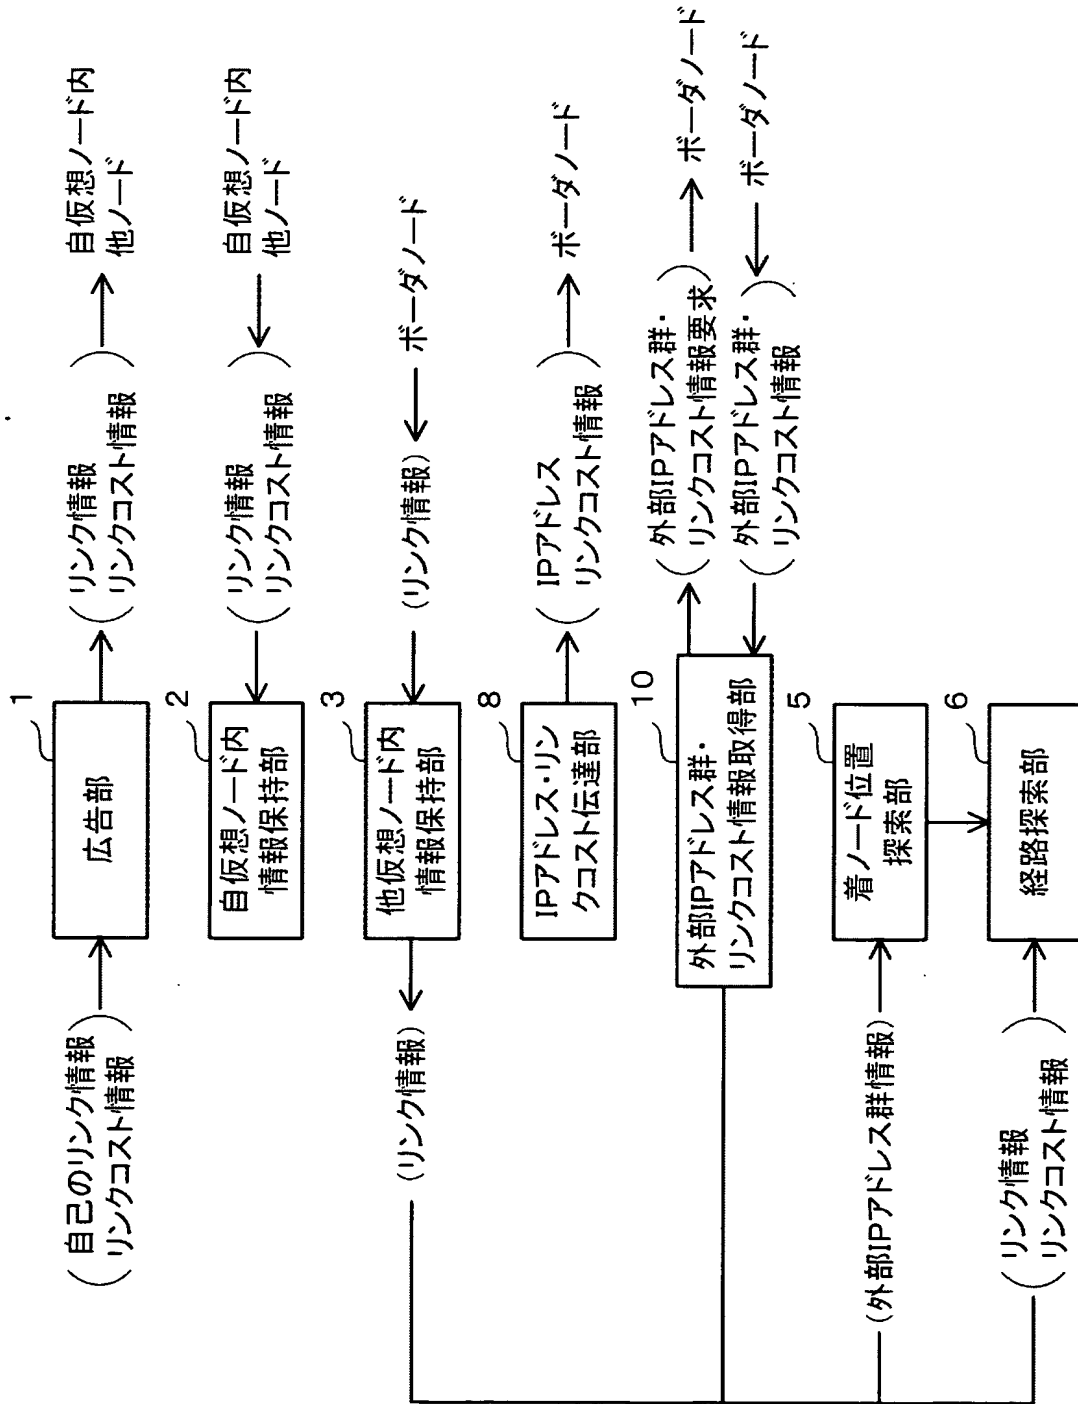 自己のリンク情報
リンクコスト情報
1
広告部
リンク情報
リンクコスト情報
自仮想ノード内
他ノード
2
自仮想ノード内
情報保持部
リンク情報
リンクコスト情報
自仮想ノード内
他ノード
(リンク情報)
3
他仮想ノード内
情報保持部
(リンク情報)
ボーダノード
8
IPアドレス・リン
クコスト伝達部
IPアドレス
リンクコスト情報
ボーダノード
10
外部IPアドレス群・
リンクコスト情報取得部
外部IPアドレス群・
リンクコスト情報要求
ボーダノード
外部IPアドレス群・
リンクコスト情報
ボーダノード
(外部IPアドレス群情報)
5
着ノード位置
探索部
リンク情報
リンクコスト情報
6
経路探索部